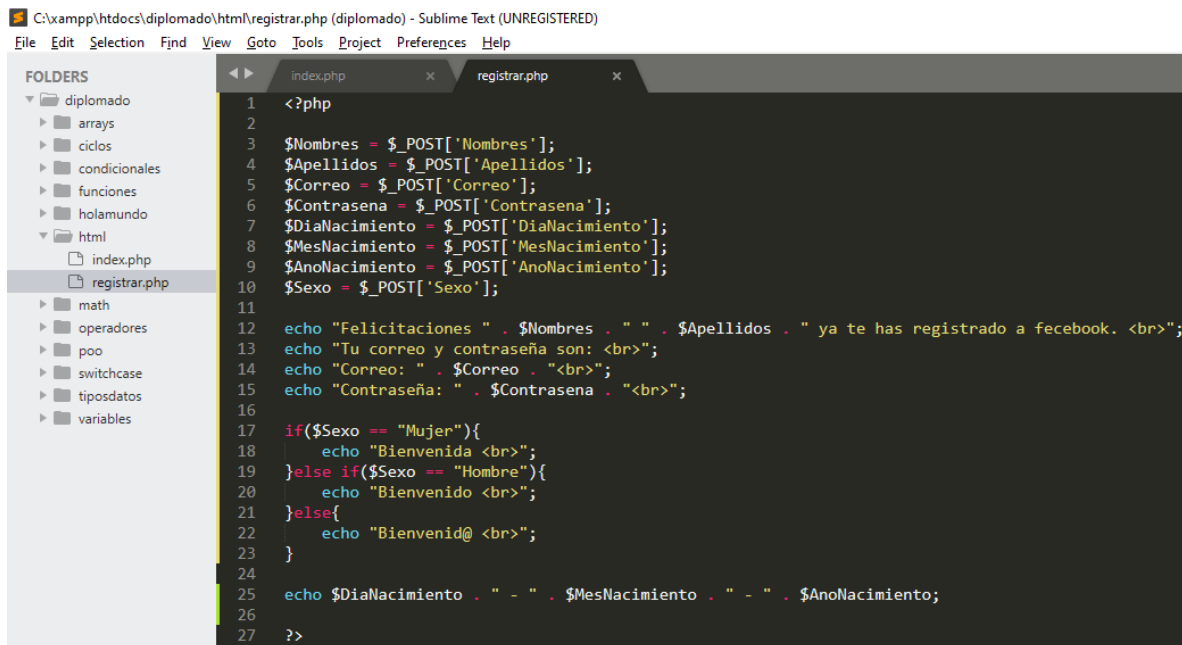 C:\xampp\htdocs\diplomado\html\registrar.php (diplomado) - Sublime Text (UNREGISTERED)
File Edit Selection Find View Goto Tools Project Preferences Help
FOLDERS
diplomado
arrays
ciclos
condicionales
funciones
holamundo
html
index.php
registrar.php
math
operadores
poo
switchcase
tiposdatos
variables
index.php × registrar.php ×
1 <?php
2
3 $Nombres = $_POST['Nombres'];
4 $Apellidos = $_POST['Apellidos'];
5 $Correo = $_POST['Correo'];
6 $Contrasena = $_POST['Contrasena'];
7 $DiaNacimiento = $_POST['DiaNacimiento'];
8 $MesNacimiento = $_POST['MesNacimiento'];
9 $AnoNacimiento = $_POST['AnoNacimiento'];
10 $Sexo = $_POST['Sexo'];
11
12 echo "Felicitaciones " . $Nombres . " " . $Apellidos . " ya te has registrado a fecebook. <br>";
13 echo "Tu correo y contraseña son: <br>";
14 echo "Correo: " . $Correo . "<br>";
15 echo "Contraseña: " . $Contrasena . "<br>";
16
17 if($Sexo == "Mujer"){
18 echo "Bienvenida <br>";
19 }else if($Sexo == "Hombre"){
20 echo "Bienvenido <br>";
21 }else{
22 echo "Bienvenid@ <br>";
23 }
24
25 echo $DiaNacimiento . " - " . $MesNacimiento . " - " . $AnoNacimiento;
26
27 ?>